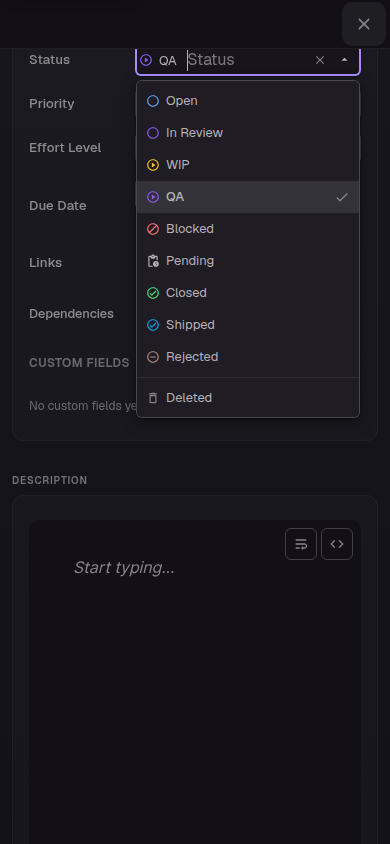 Status
QA
Status
Priority
Effort Level
Due Date
Links
Dependencies
CUSTOM FIELDS
No custom fields ye
Open
In Review
WIP
QA
Blocked
Pending
Closed
Shipped
Rejected
Deleted
DESCRIPTION
Start typing...